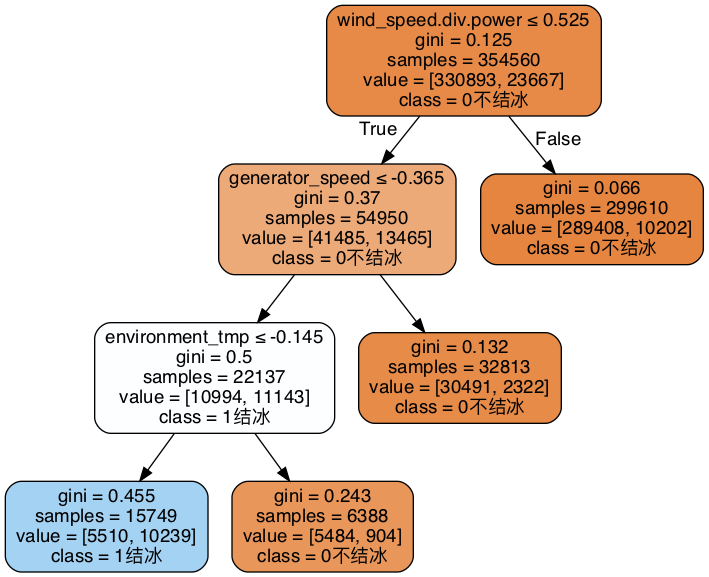 wind_speed.div.power ≤ 0.525
gini = 0.125
samples = 354560
value = [330893, 23667]
class = 0不结冰
True
False
generator_speed ≤ -0.365
gini = 0.37
samples = 54950
value = [41485, 13465]
class = 0不结冰
gini = 0.066
samples = 299610
value = [289408, 10202]
class = 0不结冰
environment_tmp ≤ -0.145
gini = 0.5
samples = 22137
value = [10994, 11143]
class = 1结冰
gini = 0.132
samples = 32813
value = [30491, 2322]
class = 0不结冰
gini = 0.455
samples = 15749
value = [5510, 10239]
class = 1结冰
gini = 0.243
samples = 6388
value = [5484, 904]
class = 0不结冰